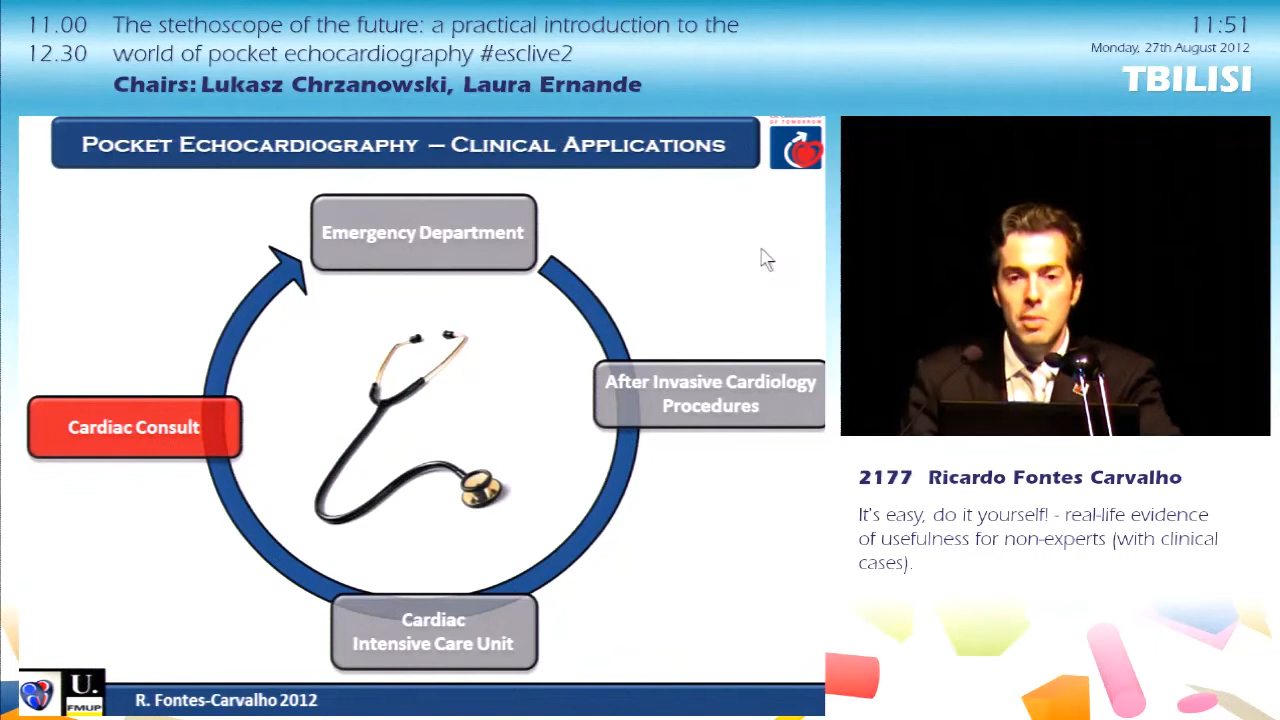 11.00 The stethoscope of the future: a practical introduction to the
12.30 world of pocket echocardiography #esclive2
Chairs: Lukasz Chrzanowski, Laura Ernande
11:51
Monday, 27th August 2012
TBILISI
POCKET ECHOCARDIOGRAPHY – CLINICAL APPLICATIONS
OF TOMORROW
Emergency Department
After Invasive Cardiology
Procedures
Cardiac Consult
Cardiac
Intensive Care Unit
U.
FMUP
R. Fontes-Carvalho 2012
2177 Ricardo Fontes Carvalho
It's easy, do it yourself! - real-life evidence
of usefulness for non-experts (with clinical
cases).